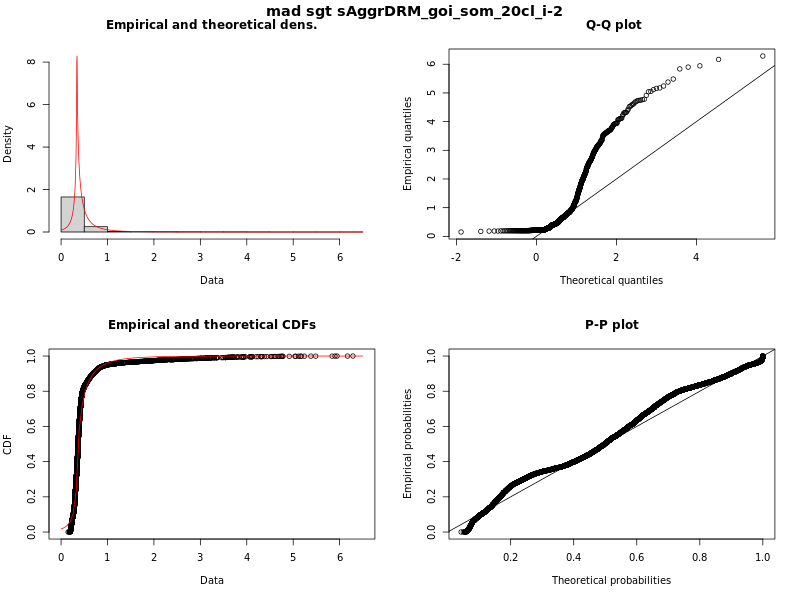 mad sgt sAggrDRM_goi_som_20cl_i-2
Empirical and theoretical dens.
Density
0 2 4 6 8
0 1 2 3 4 5 6
Data
Q-Q plot
Empirical quantiles
0 1 2 3 4 5 6
-2 0 2 4
Theoretical quantiles
Empirical and theoretical CDFs
CDF
0.0 0.2 0.4 0.6 0.8 1.0
0 1 2 3 4 5 6
Data
P-P plot
Empirical probabilities
0.0 0.2 0.4 0.6 0.8 1.0
0.2 0.4 0.6 0.8 1.0
Theoretical probabilities